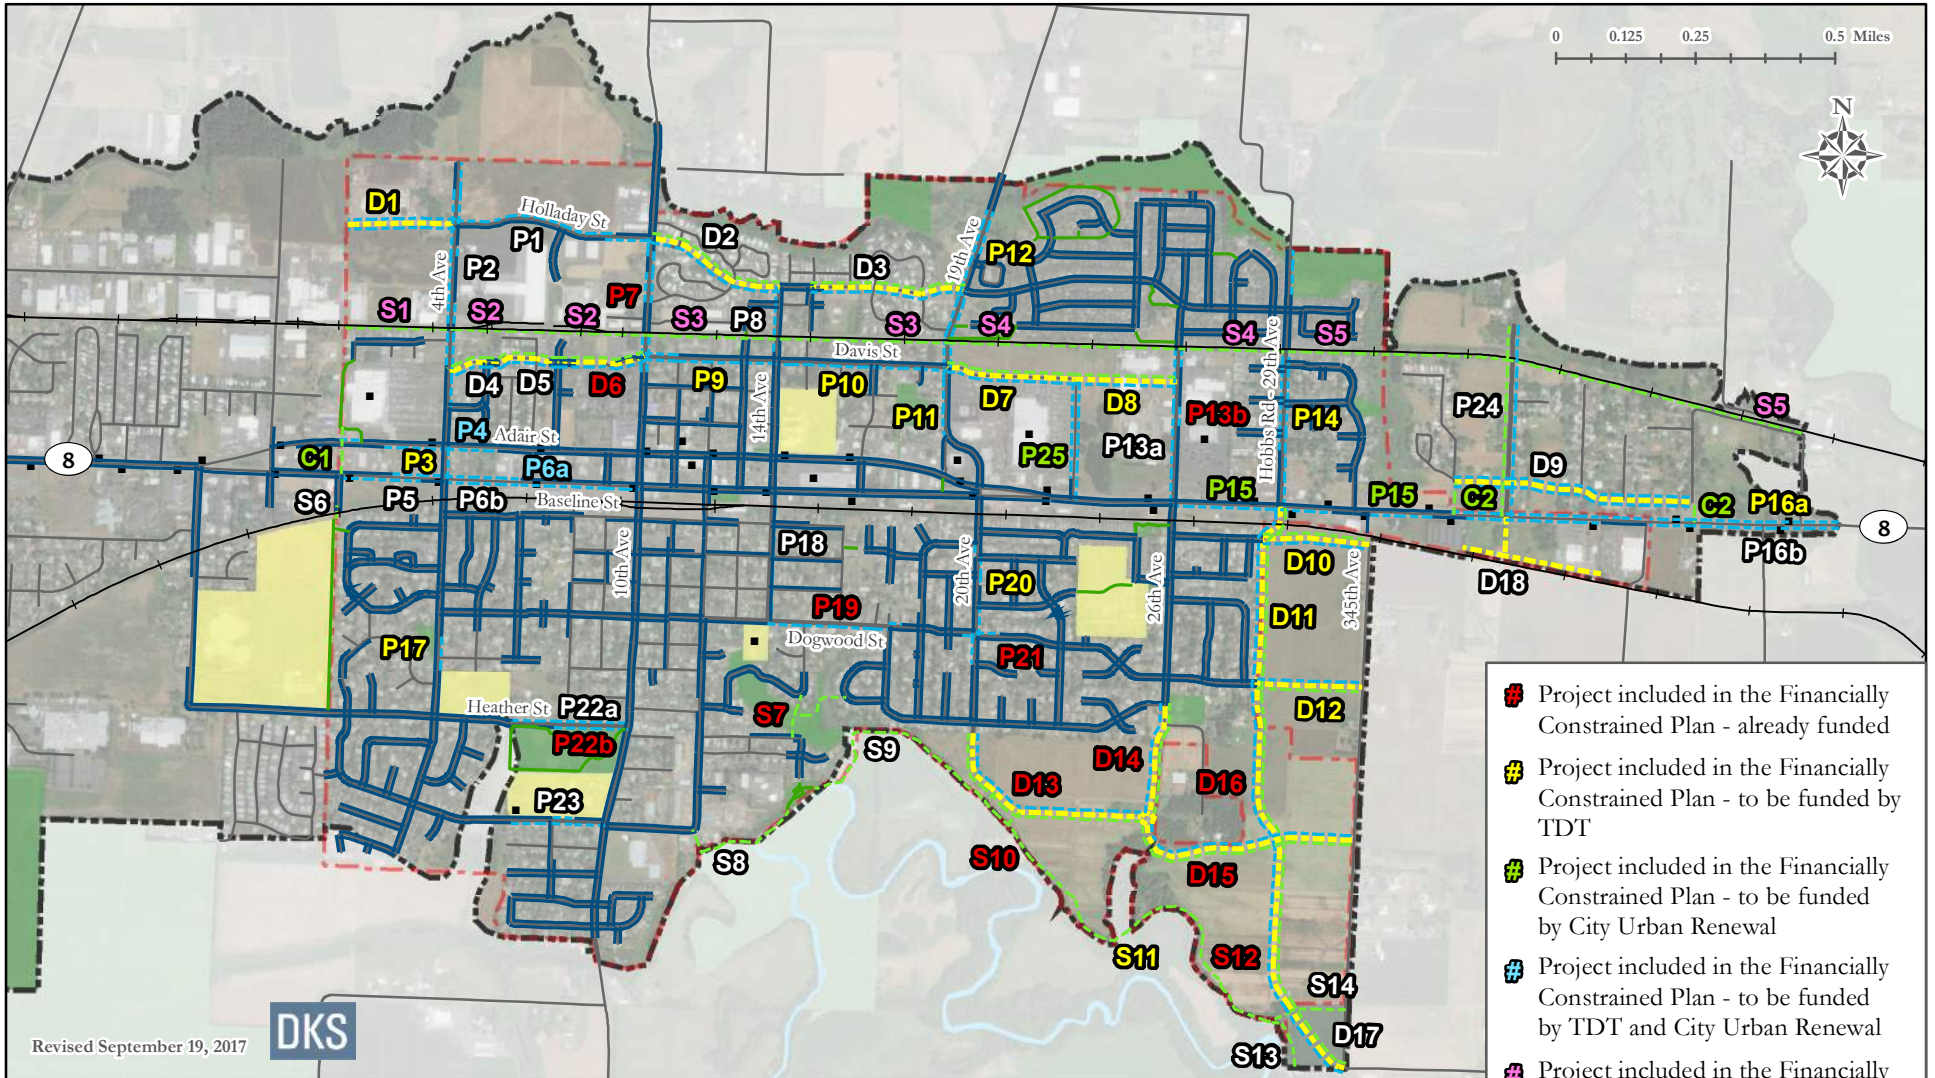 0 0.125 0.25 0.5 Miles
N
D1
Holladay St
D2
P1
19th Ave
P12
4th Ave
P2
D3
P7
S1
S2
S2
S3
P8
S3
S4
S4
S5
Davis St
Hobbs Rd - 29th Ave
D4
D5
D6
P9
14th Ave
P10
P11
D7
D8
P13b
P14
P24
S5
P4
Adair St
P13a
8
C1
P3
P6a
P25
D9
S6
P5
P6b
Baseline St
P15
P15
C2
C2
P16a
8
P18
P16b
10th Ave
20th Ave
P20
26th Ave
D10
345th Ave
D18
P19
D11
P17
Dogwood St
P21
Heather St
P22a
S7
D12
P22b
S9
D14
D13
D16
P23
S8
S10
D15
S11
S12
S14
D17
S13
Revised September 19, 2017
DKS
# Project included in the Financially
Constrained Plan - already funded
# Project included in the Financially
Constrained Plan - to be funded by
TDT
# Project included in the Financially
Constrained Plan - to be funded
by City Urban Renewal
# Project included in the Financially
Constrained Plan - to be funded
by TDT and City Urban Renewal
# Project included in the Financially